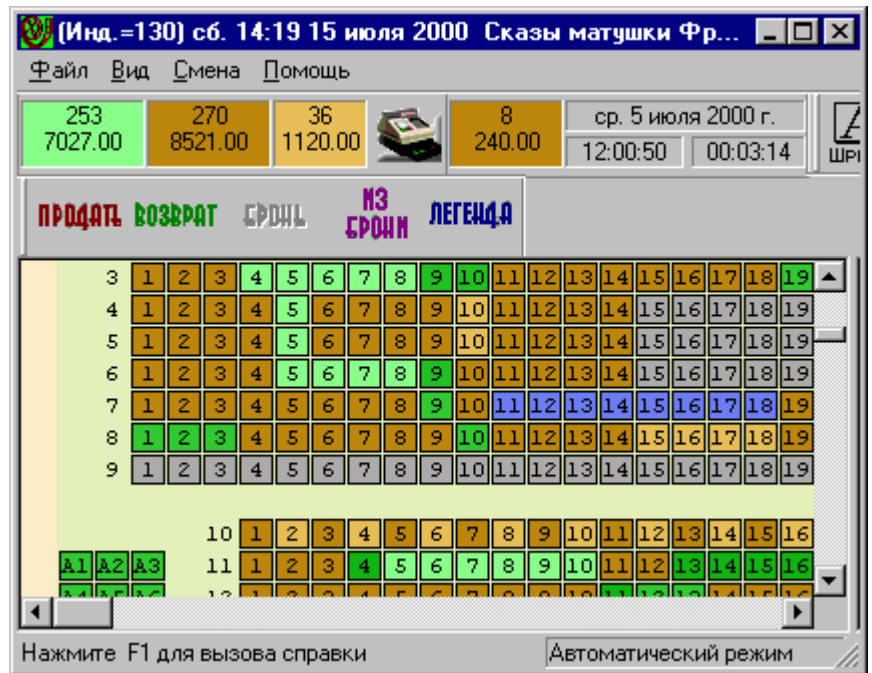 (Инд.=130) сб. 14:19 15 июля 2000 Сказы матушки Фр...
Файл Вид Смена Помощь
253 270 36 8 ср. 5 июля 2000 г.
7027.00 8521.00 1120.00 240.00 12:00:50 00:03:14
ПРОДАТЬ ВОЗВРАТ БРОНЬ ИЗ БРОНИ ЛЕГЕНДА
3 1 2 3 4 5 6 7 8 9 10 11 12 13 14 15 16 17 18 19
4 1 2 3 4 5 6 7 8 9 10 11 12 13 14 15 16 17 18 19
5 1 2 3 4 5 6 7 8 9 10 11 12 13 14 15 16 17 18 19
6 1 2 3 4 5 6 7 8 9 10 11 12 13 14 15 16 17 18 19
7 1 2 3 4 5 6 7 8 9 10 11 12 13 14 15 16 17 18 19
8 1 2 3 4 5 6 7 8 9 10 11 12 13 14 15 16 17 18 19
9 1 2 3 4 5 6 7 8 9 10 11 12 13 14 15 16 17 18 19
10 1 2 3 4 5 6 7 8 9 10 11 12 13 14 15 16
A1 A2 A3 11 1 2 3 4 5 6 7 8 9 10 11 12 13 14 15 16
Нажмите F1 для вызова справки Автоматический режим